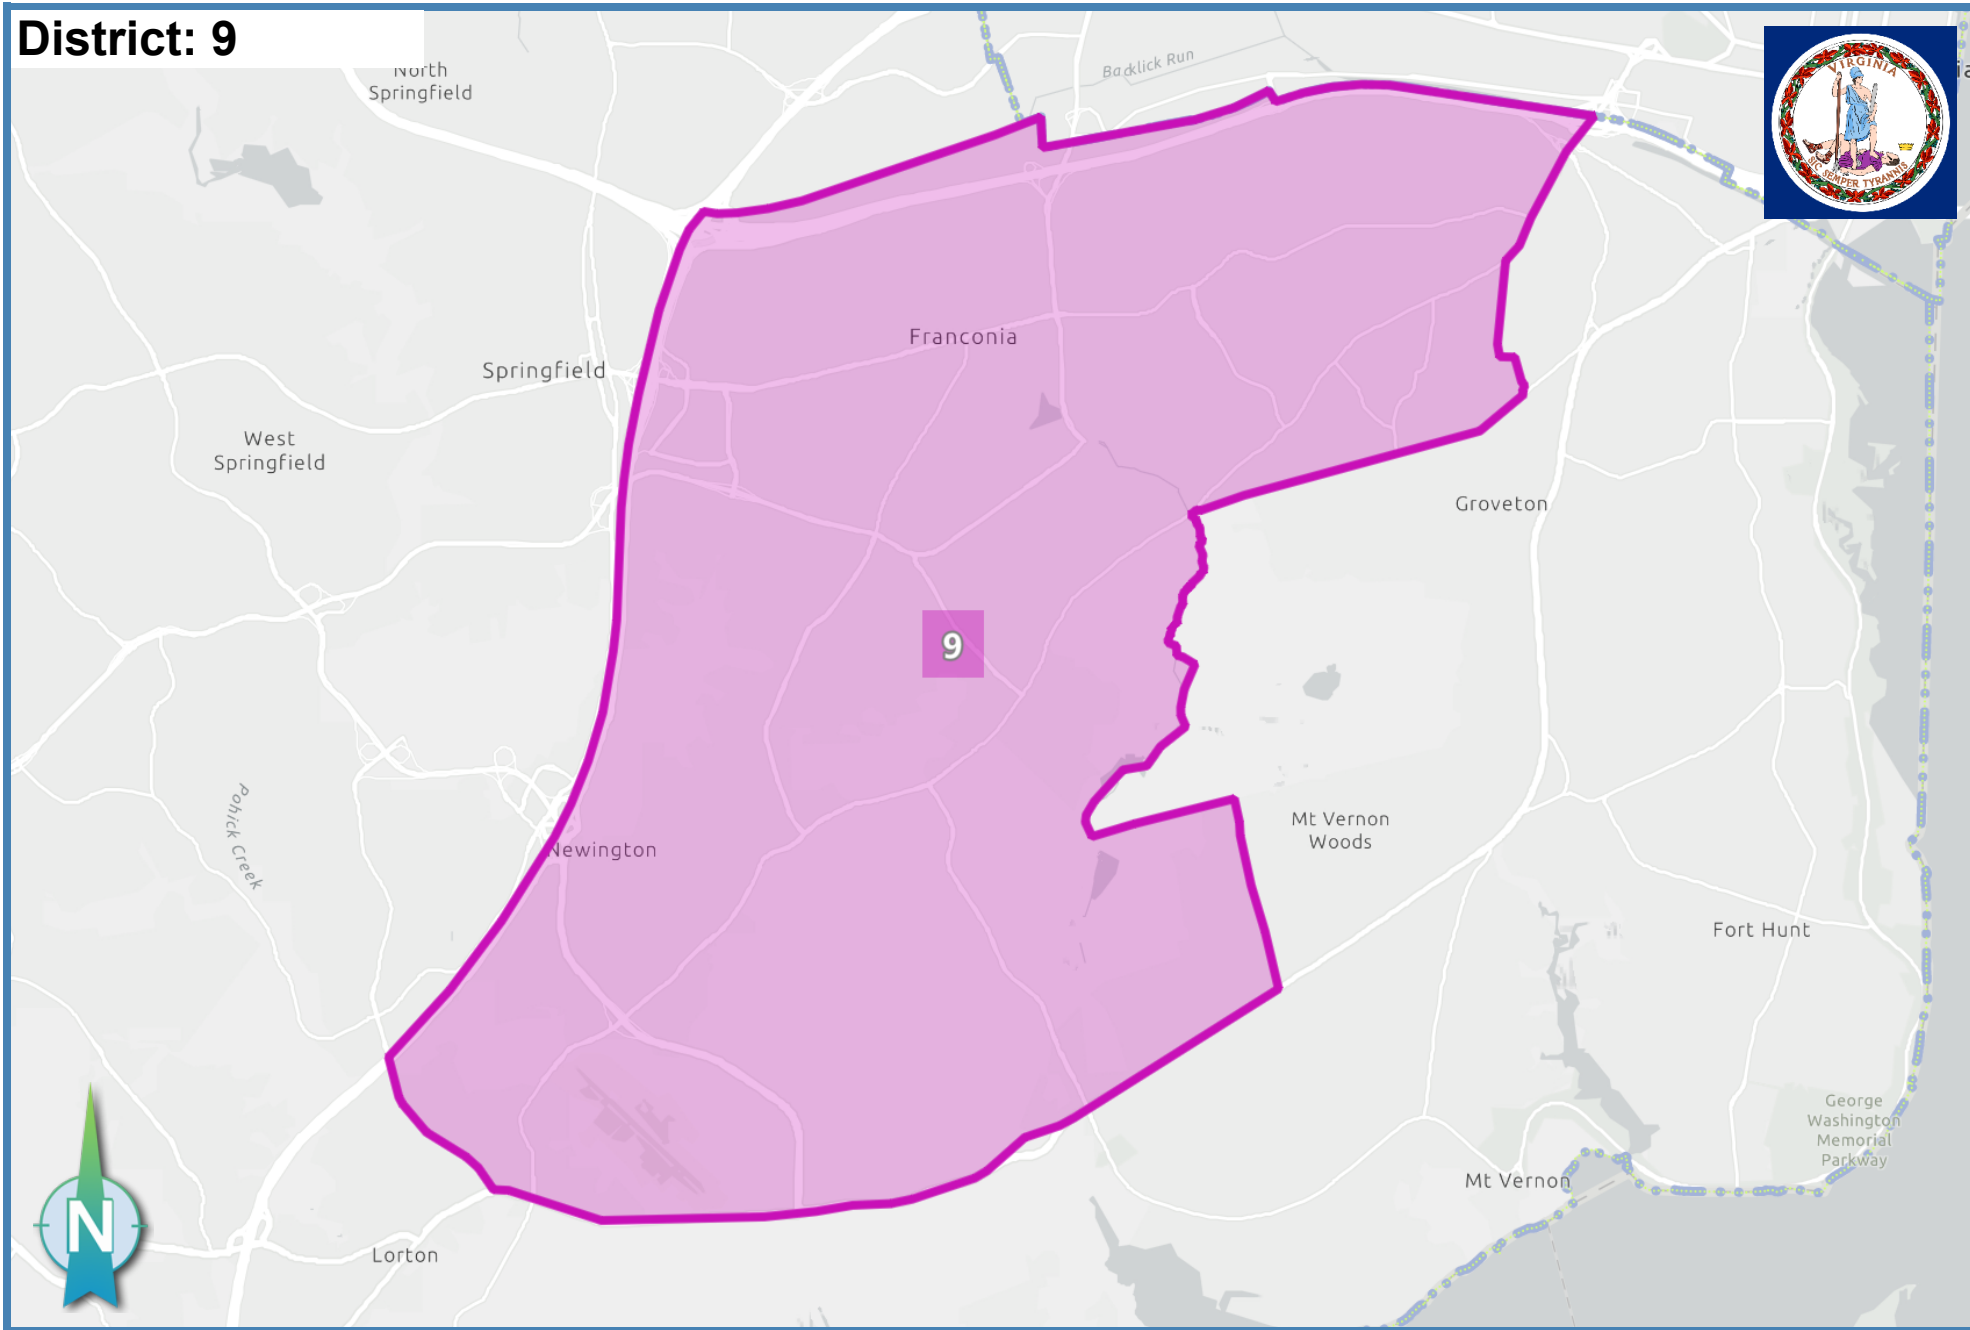 District: 9
North
Springfield
Backlick Run
VIRGINIA
SIC SEMPER TYRANNIS
Franconia
Springfield
West
Springfield
Groveton
9
Mt Vernon
Woods
Pohick Creek
Newington
Fort Hunt
George
Washington
Memorial
Parkway
Mt Vernon
N
Lorton